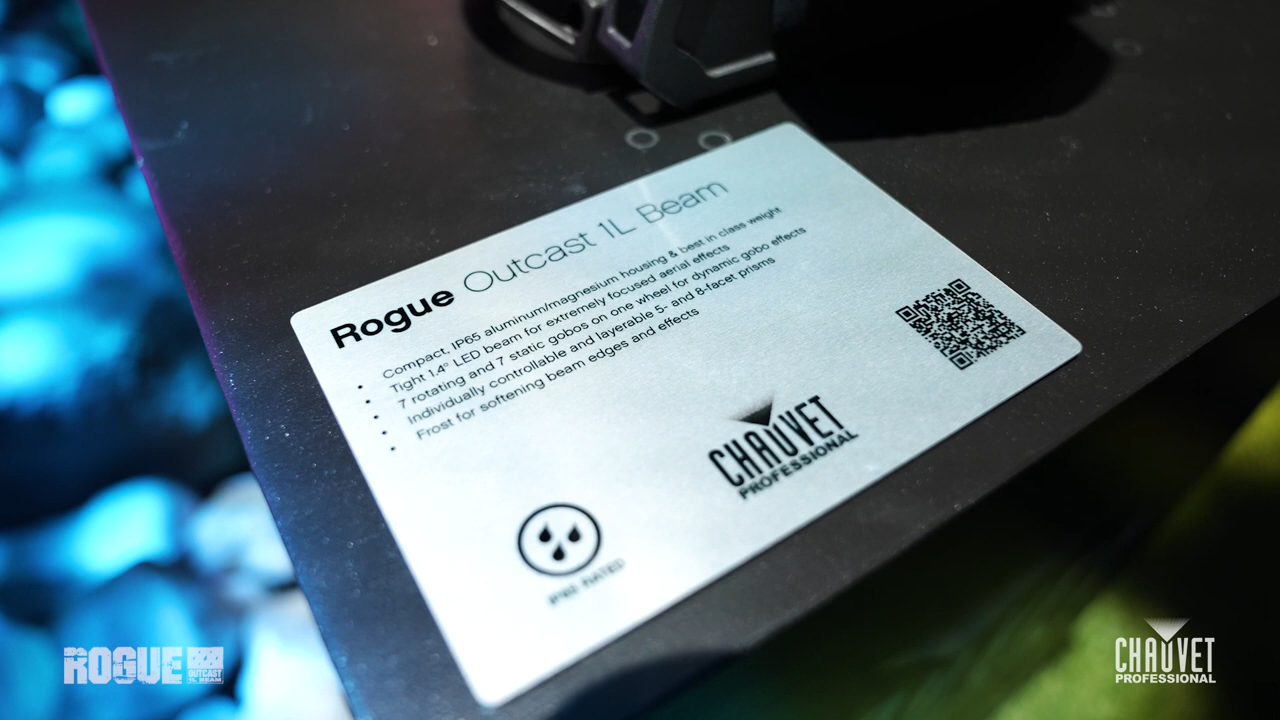 Rogue Outcast 1L Beam
• Compact, IP65 aluminum/magnesium housing & best in class weight
• Tight 1.4° LED beam for extremely focused aerial effects
• 7 rotating and 7 static gobos on one wheel for dynamic gobo effects
• Individually controllable and layerable 5- and 8-facet prisms
• Frost for softening beam edges and effects
CHAUVET
PROFESSIONAL
IP65 RATED
ROGUE
OUTCAST
1L BEAM
CHAUVET
PROFESSIONAL